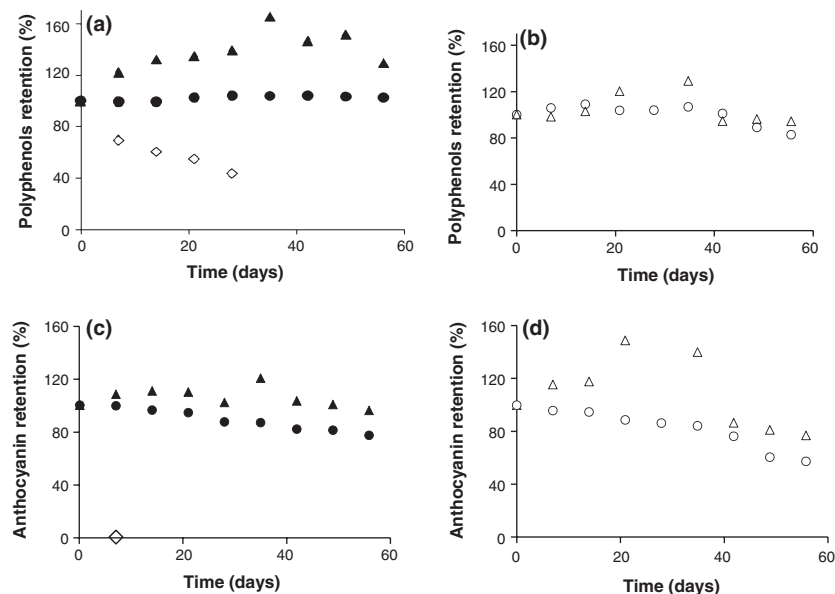 (a)
Polyphenols retention (%)
160
120
80
40
0
0 20 40 60
Time (days)
(b)
Polyphenols retention (%)
160
120
80
40
0
0 20 40 60
Time (days)
(c)
Anthocyanin retention (%)
160
120
80
40
0
0 20 40 60
Time (days)
(d)
Anthocyanin retention (%)
160
120
80
40
0
0 20 40 60
Time (days)